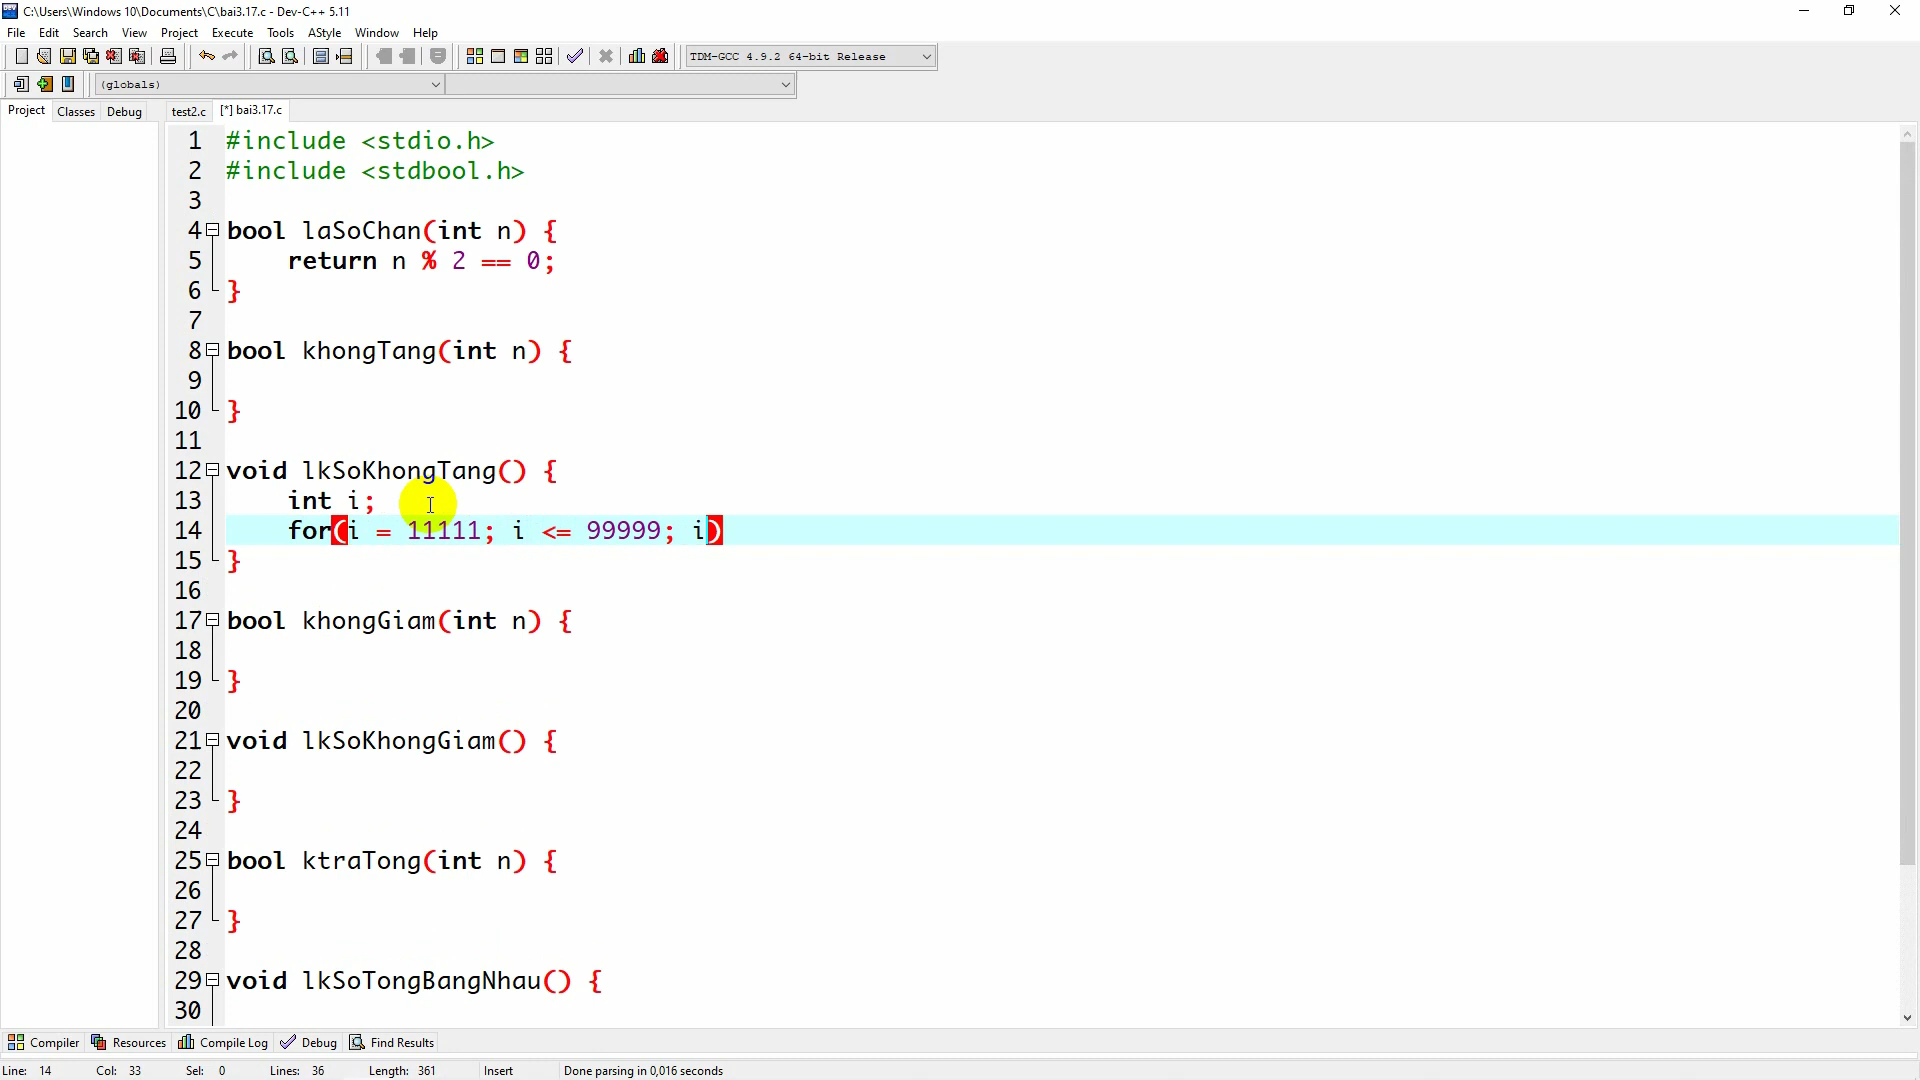 C:\Users\Windows 10\Documents\C\bai3.17.c - Dev-C++ 5.11
File Edit Search View Project Execute Tools AStyle Window Help
TDM-GCC 4.9.2 64-bit Release
(globals)
Project Classes Debug test2.c [*] bai3.17.c
1 #include <stdio.h>
2 #include <stdbool.h>
3
4 bool laSoChan(int n) {
5 return n % 2 == 0;
6 }
7
8 bool khongTang(int n) {
9
10 }
11
12 void lkSoKhongTang() {
13 int i;
14 for(i = 11111; i <= 99999; i)
15 }
16
17 bool khongGiam(int n) {
18
19 }
20
21 void lkSoKhongGiam() {
22
23 }
24
25 bool ktraTong(int n) {
26
27 }
28
29 void lkSoTongBangNhau() {
30
Compiler Resources Compile Log Debug Find Results
Line: 14 Col: 33 Sel: 0 Lines: 36 Length: 361 Insert Done parsing in 0,016 seconds